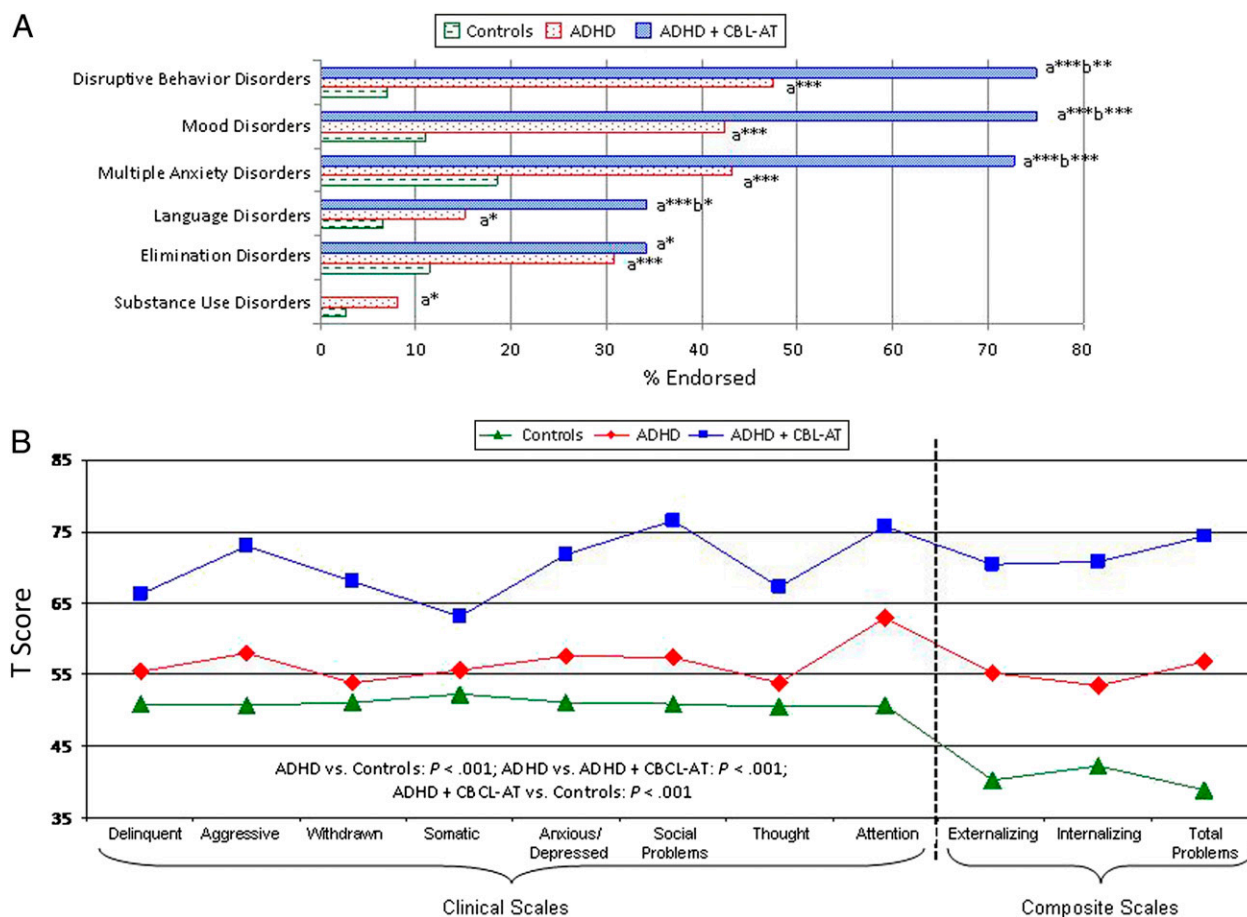 A
Controls ADHD ADHD + CBL-AT
Disruptive Behavior Disorders
a***b**
a***
Mood Disorders
a***b***
a***
Multiple Anxiety Disorders
a***b***
a***
Language Disorders
a***b*
a*
Elimination Disorders
a*
a***
Substance Use Disorders
a*
0 10 20 30 40 50 60 70 80
% Endorsed
B
Controls ADHD ADHD + CBL-AT
85
75
65
55
45
35
T Score
ADHD vs. Controls: P < .001; ADHD vs. ADHD + CBCL-AT: P < .001;
ADHD + CBCL-AT vs. Controls: P < .001
Delinquent Aggressive Withdrawn Somatic Anxious/ Social Thought Attention Externalizing Internalizing Total
Depressed Problems Problems
Clinical Scales Composite Scales